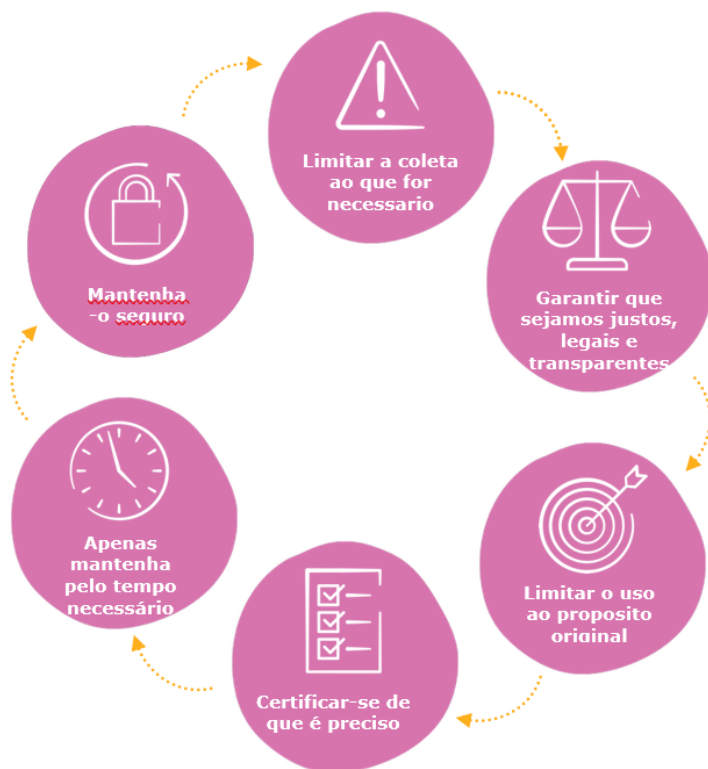 Limitar a coleta
ao que for
necessario
Garantir que
sejamos justos,
legais e
transparentes
Limitar o uso
ao proposito
original
Certificar-se de
que é preciso
Apenas
mantenha
pelo tempo
necessário
Mantenha
-o seguro